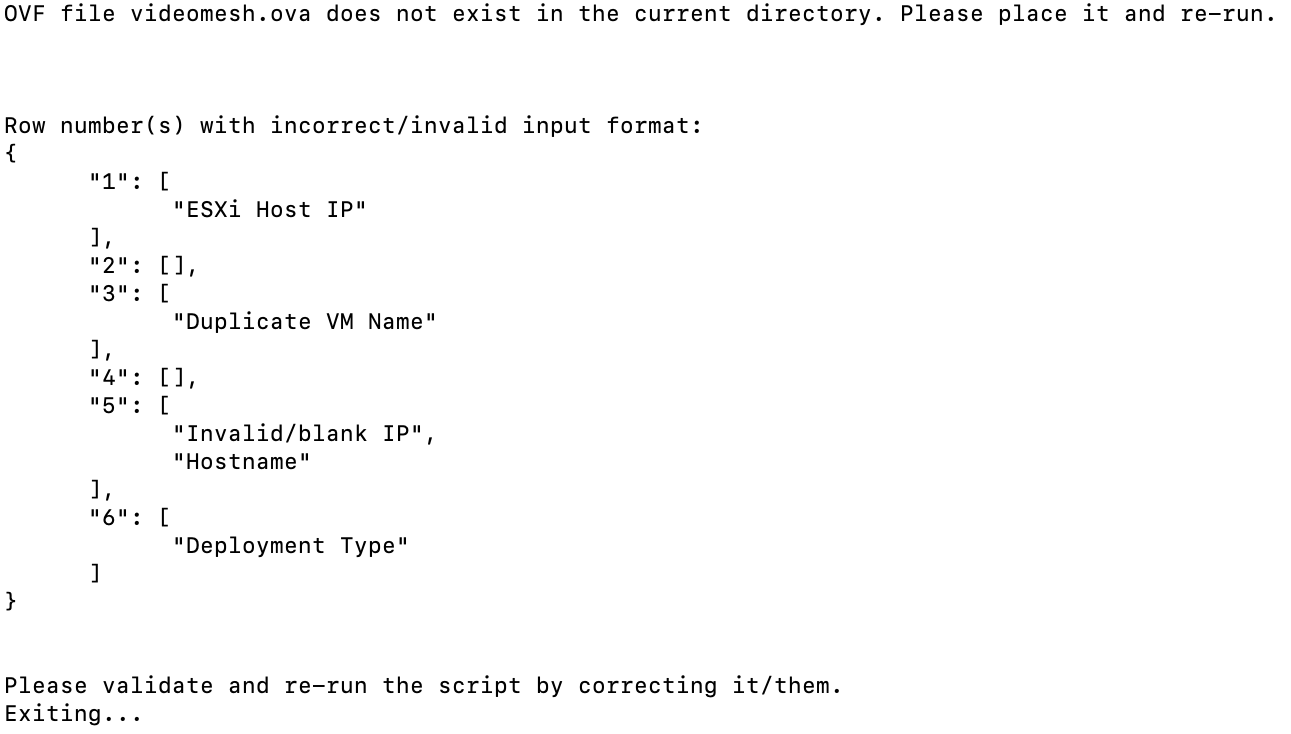 OVF file videomesh.ova does not exist in the current directory. Please place it and re-run.
Row number(s) with incorrect/invalid input format:
{
"1": [
"ESXi Host IP"
],
"2": [],
"3": [
"Duplicate VM Name"
],
"4": [],
"5": [
"Invalid/blank IP",
"Hostname"
],
"6": [
"Deployment Type"
]
}
Please validate and re-run the script by correcting it/them.
Exiting...